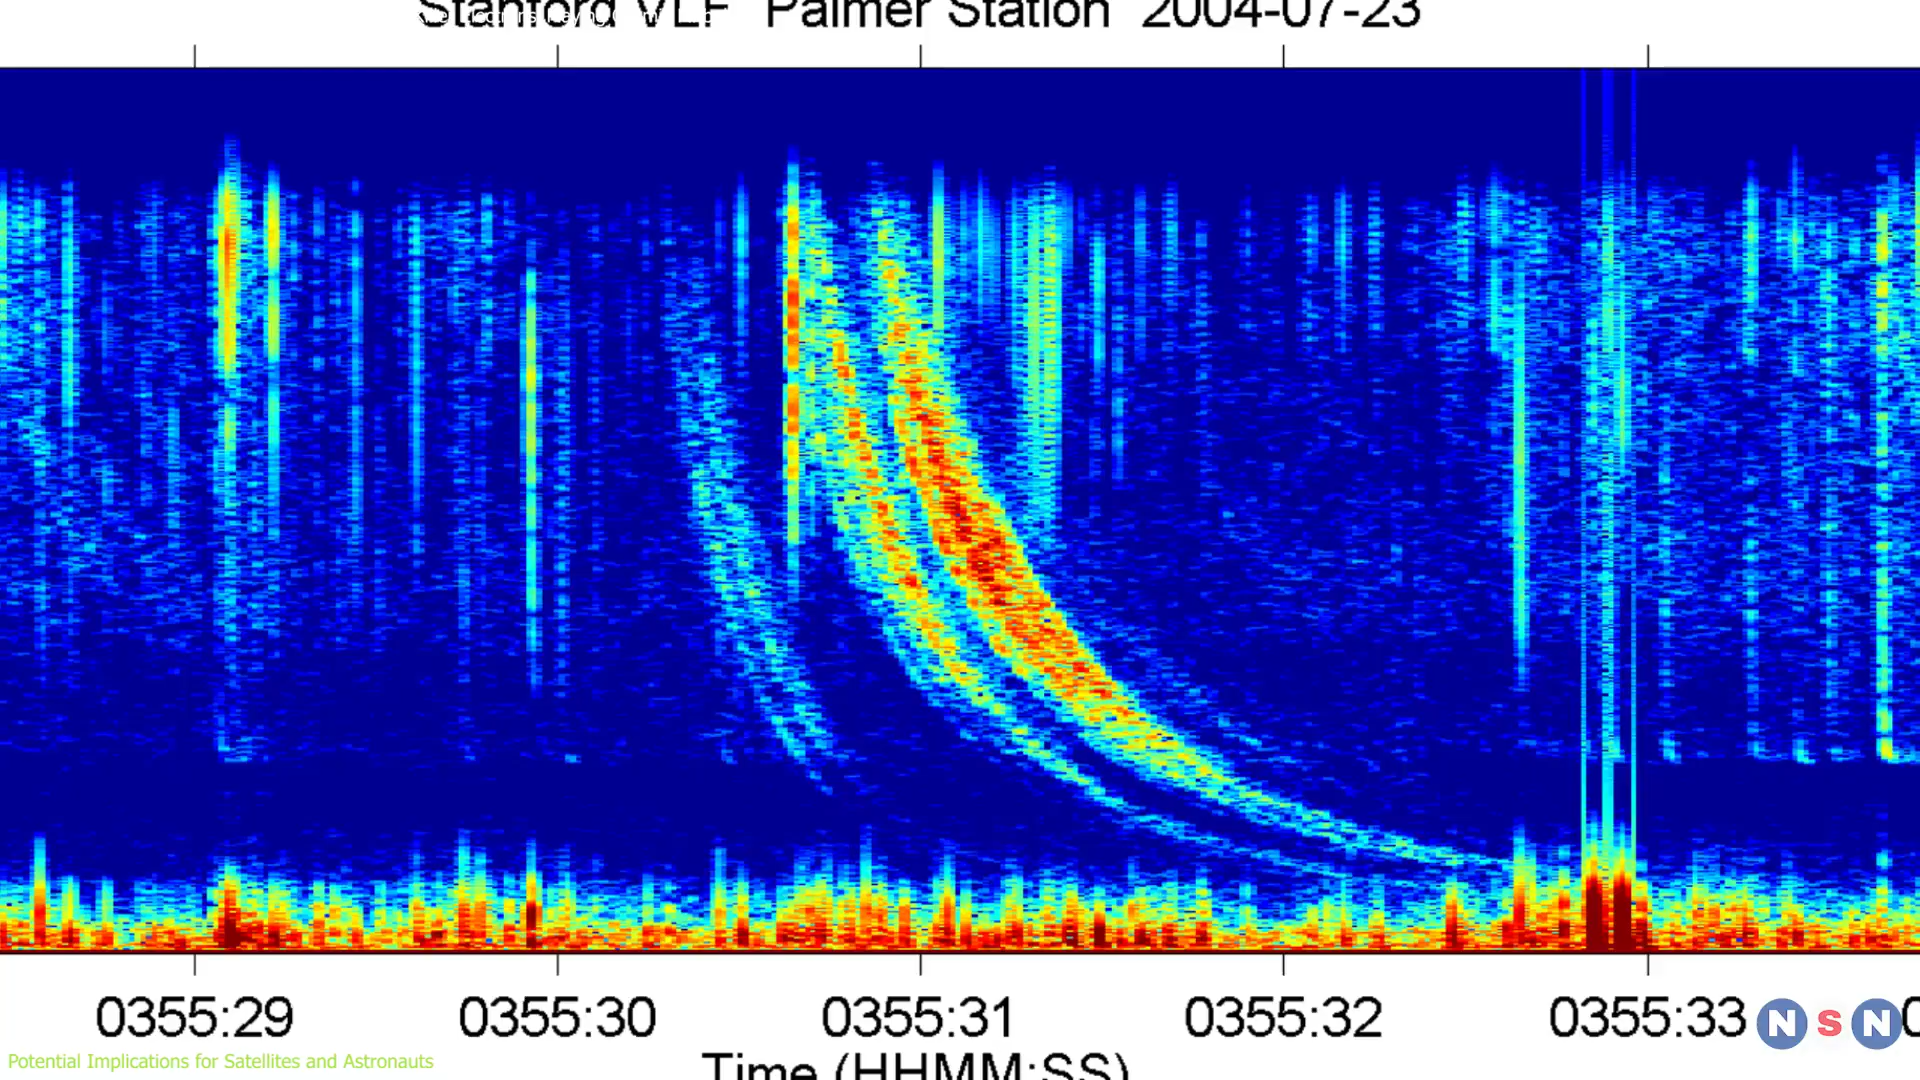 Stanford VLF Palmer Station 2004-07-23
0355:29 0355:30 0355:31 0355:32 0355:33
N S N
Potential Implications for Satellites and Astronauts
Time (HHMM:SS)